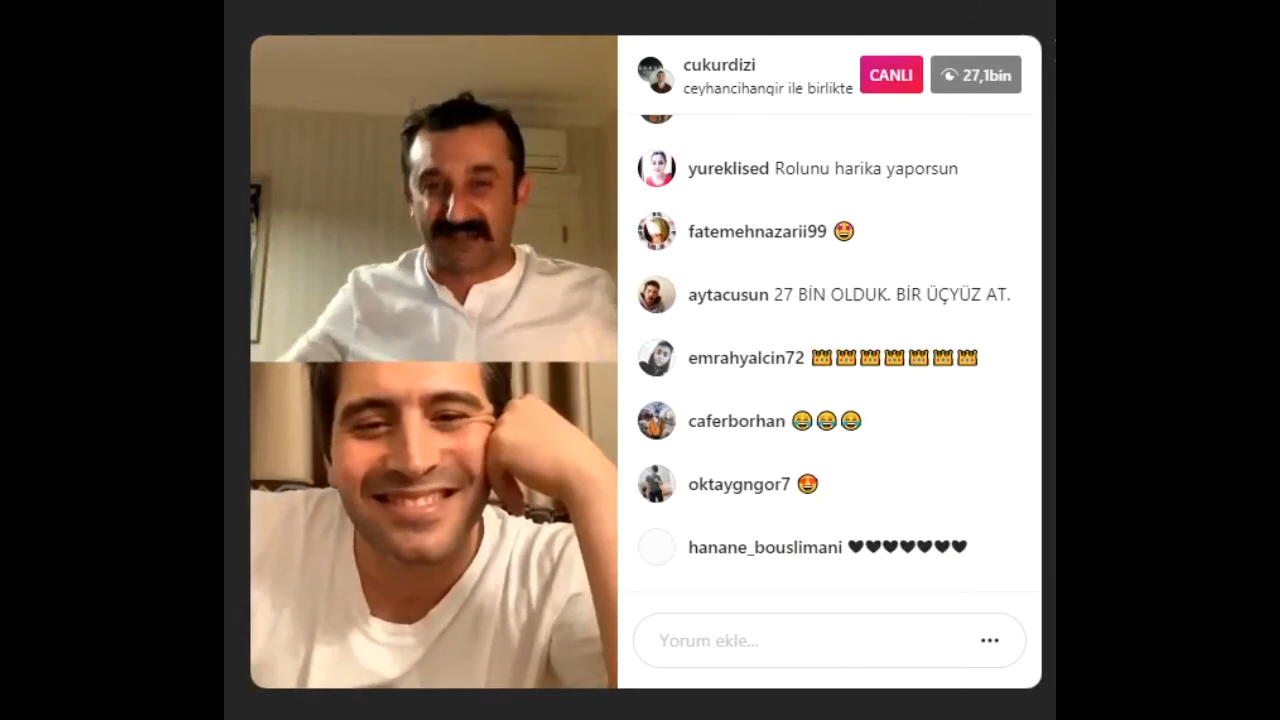 cukurdizi
ceyhancihangir ile birlikte
CANLI
27,1bin
yureklised Rolunu harika yaporsun
fatemehnazarii99 🤩
aytacusun 27 BİN OLDUK. BİR ÜÇYÜZ AT.
emrahyalcin72 👑👑👑👑👑👑👑
caferborhan 😂😂😂
oktaygngor7 😍
hanane_bouslimani 🖤🖤🖤🖤🖤🖤🖤
Yorum ekle...